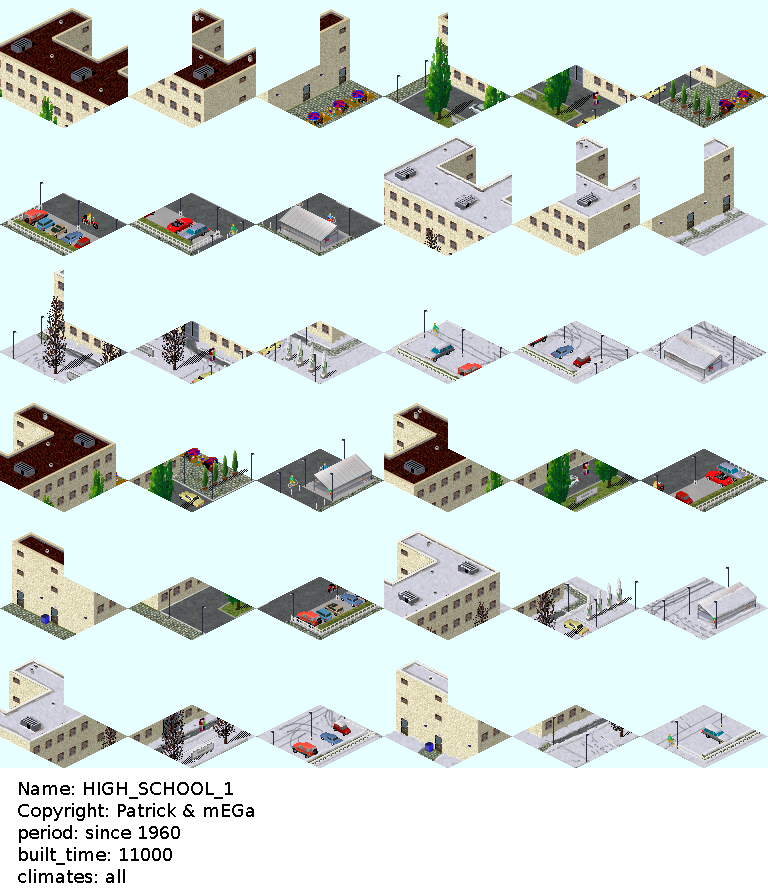 Name: HIGH_SCHOOL_1
Copyright: Patrick & mEGa
period: since 1960
built_time: 11000
climates: all